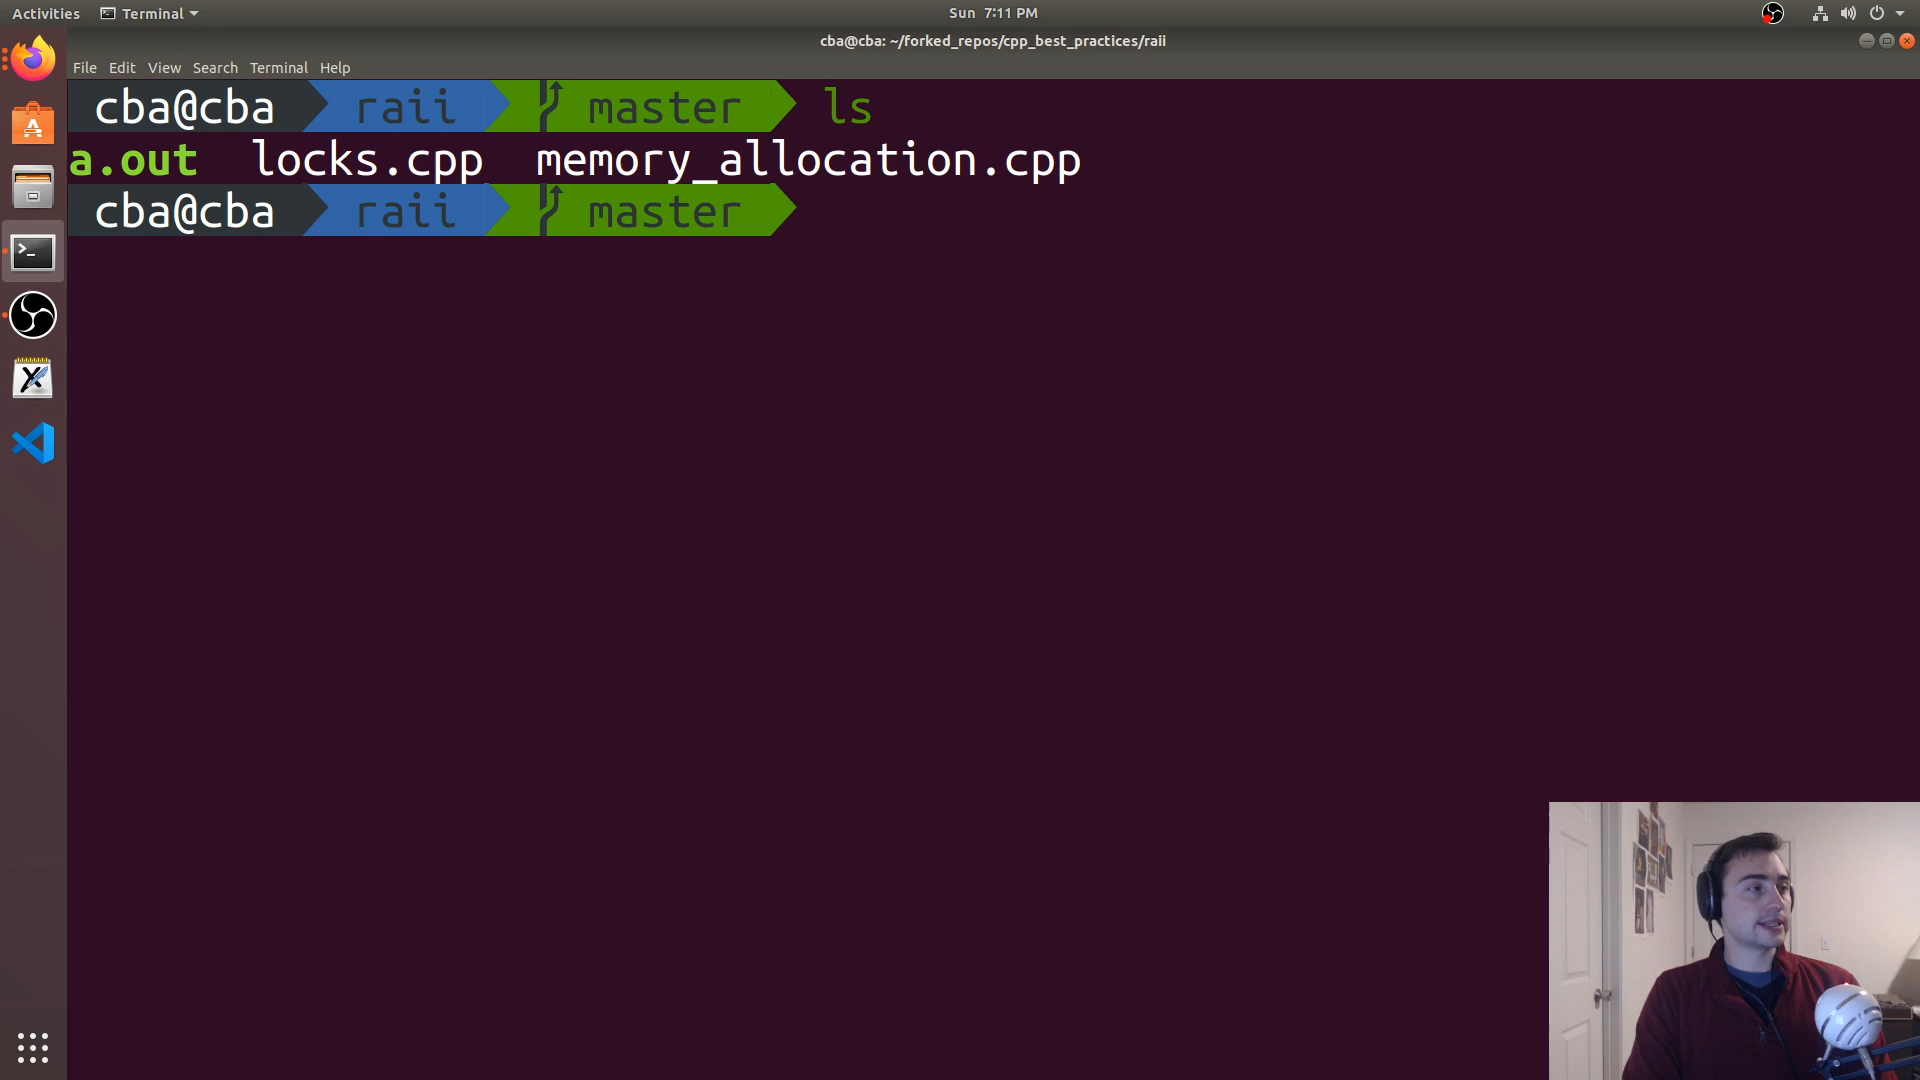 Activities Terminal Sun 7:11 PM
cba@cba: ~/forked_repos/cpp_best_practices/raii
File Edit View Search Terminal Help
cba@cba raii master ls
a.out locks.cpp memory_allocation.cpp
cba@cba raii master